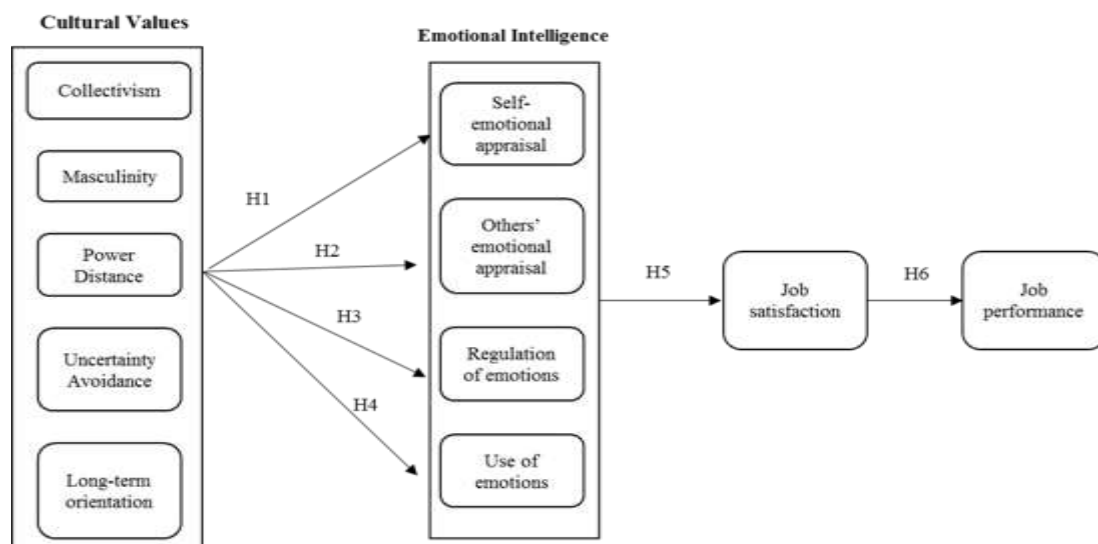 Cultural Values
Collectivism
Masculinity
Power
Distance
Uncertainty
Avoidance
Long-term
orientation
H1
H2
H3
H4
Emotional Intelligence
Self-
emotional
appraisal
Others’
emotional
appraisal
Regulation
of emotions
Use of
emotions
H5
Job
satisfaction
H6
Job
performance